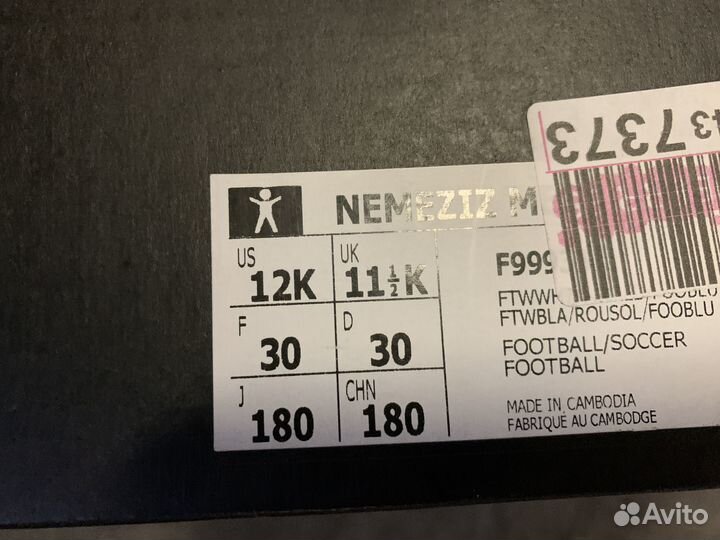 7373
NEMEZIZ M
US 12K UK 11½K
F 30 D 30
J 180 CHN 180
F999
FTWBLA/ROUSOL/FOOBLU
FOOTBALL/SOCCER
FOOTBALL
MADE IN CAMBODIA
FABRIQUÉ AU CAMBODGE
Avito